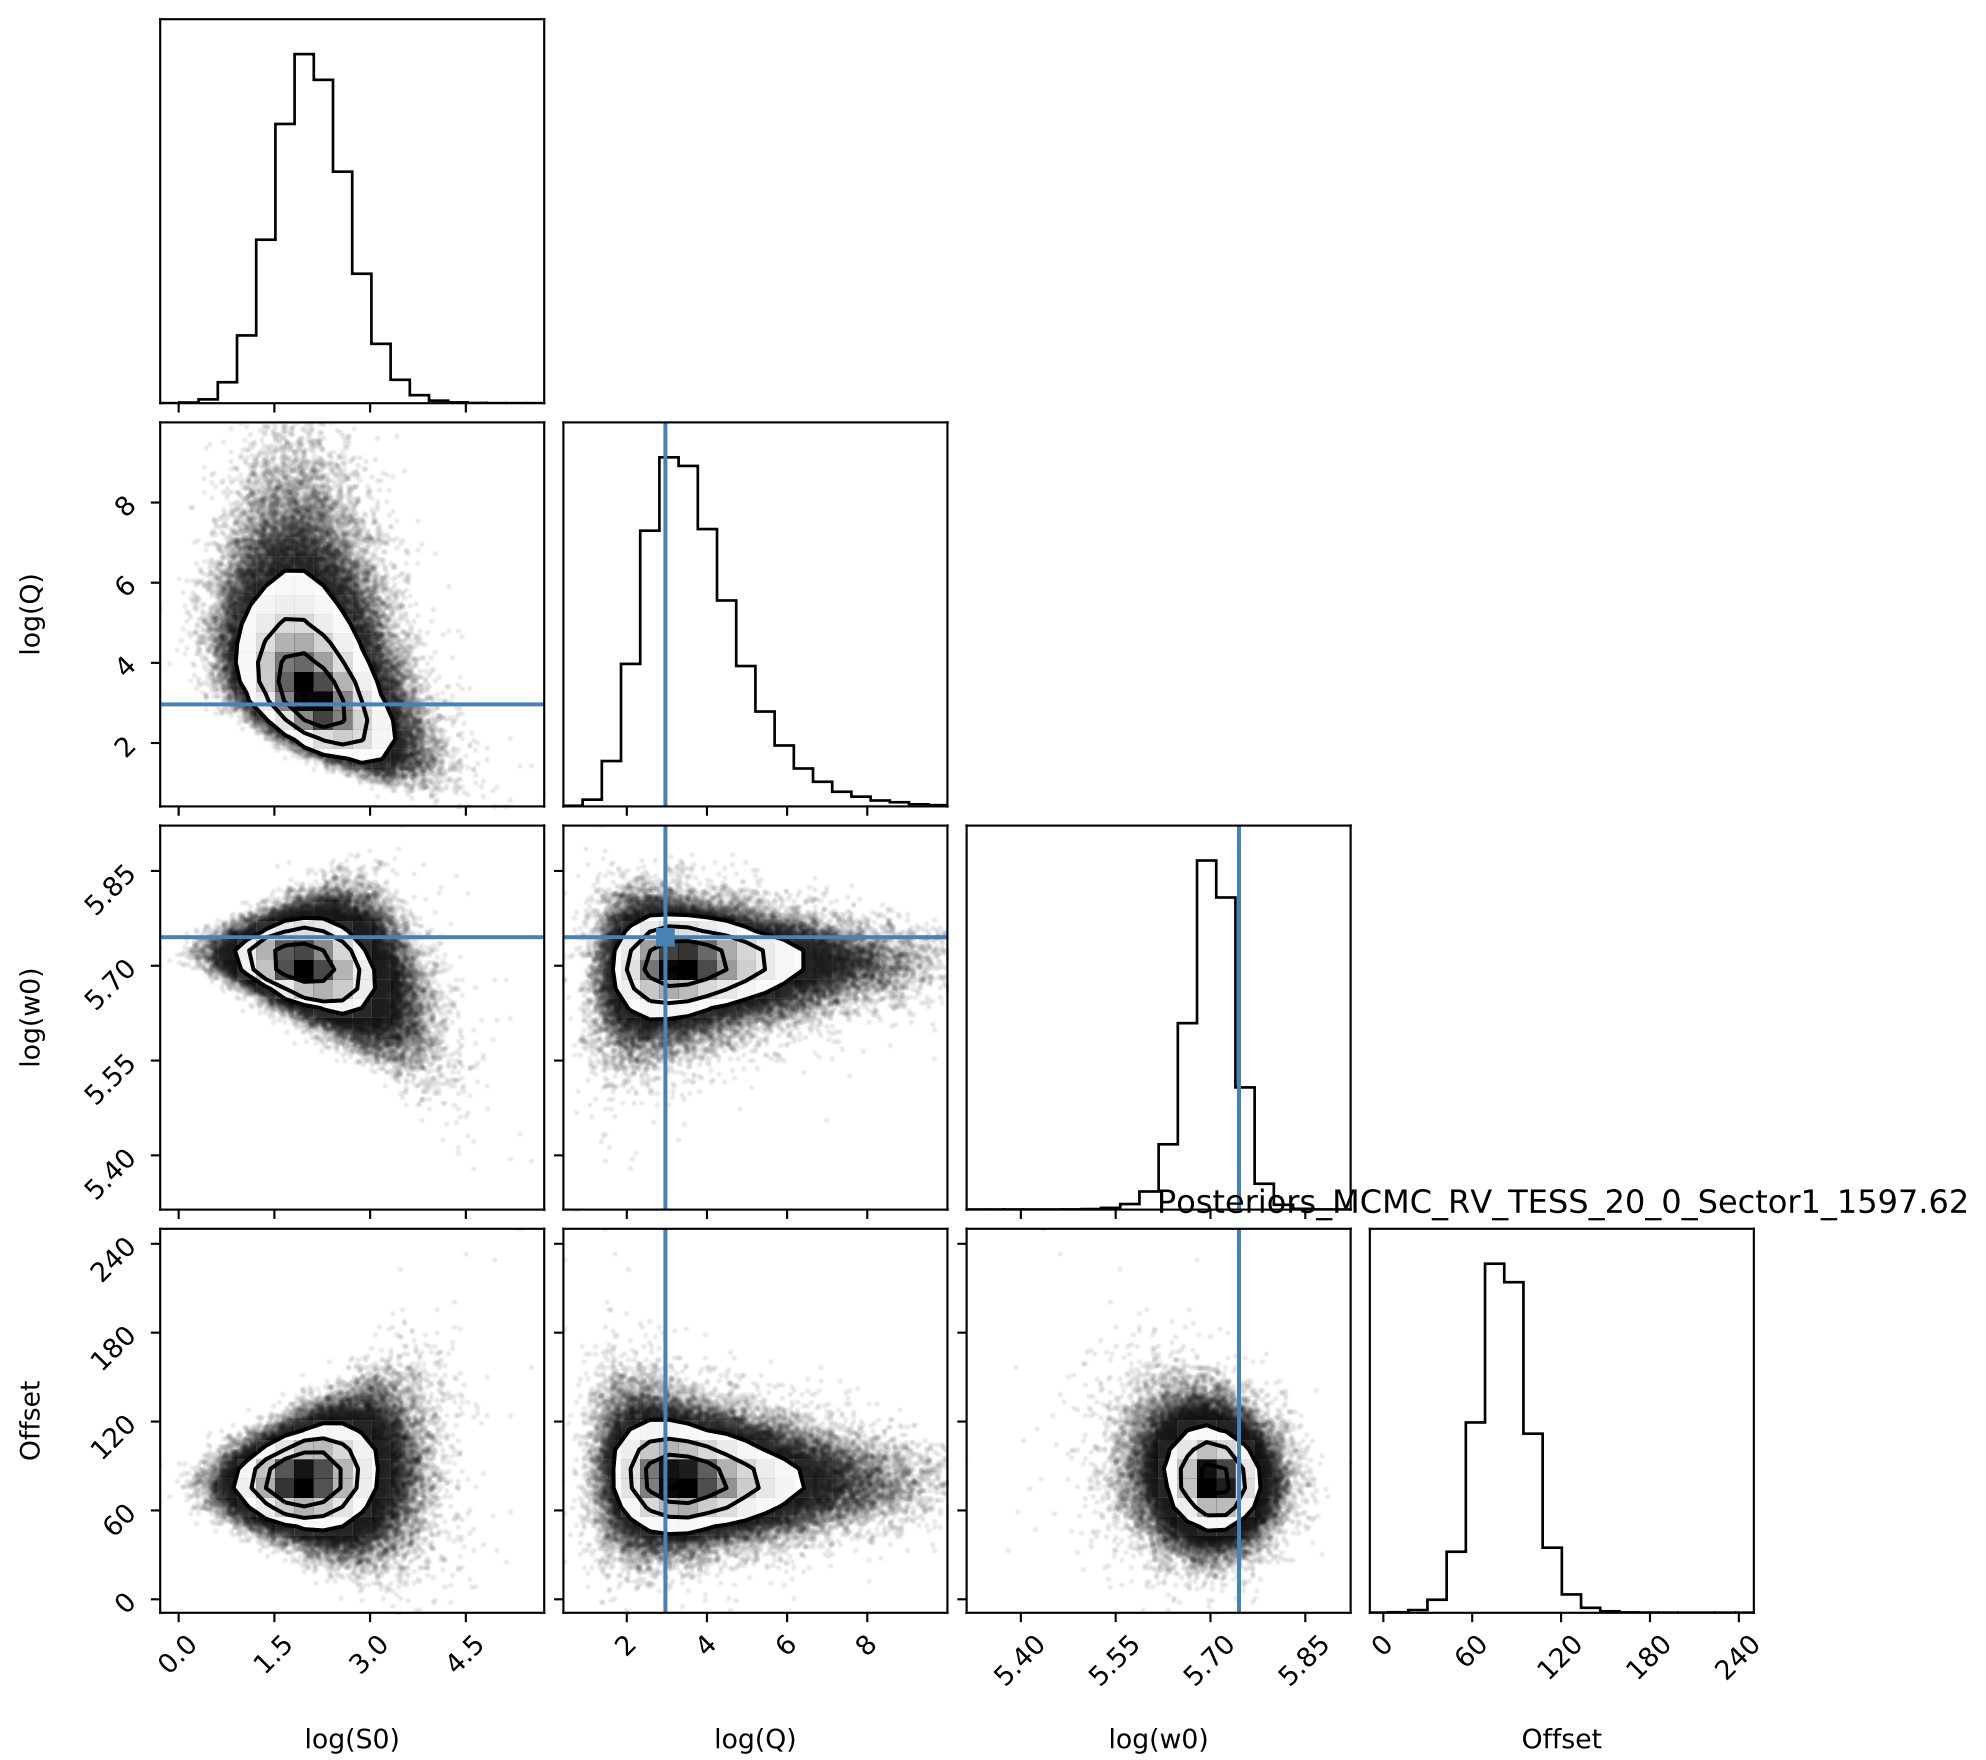 log(Q)
8
6
4
2
log(w0)
5.85
5.70
5.55
5.40
Posteriors_MCMC_RV_TESS_20_0_Sector1_1597.62
Offset
240
180
120
60
0
0.0 1.5 3.0 4.5
2 4 6 8
5.40 5.55 5.70 5.85
0 60 120 180 240
log(S0) log(Q) log(w0) Offset